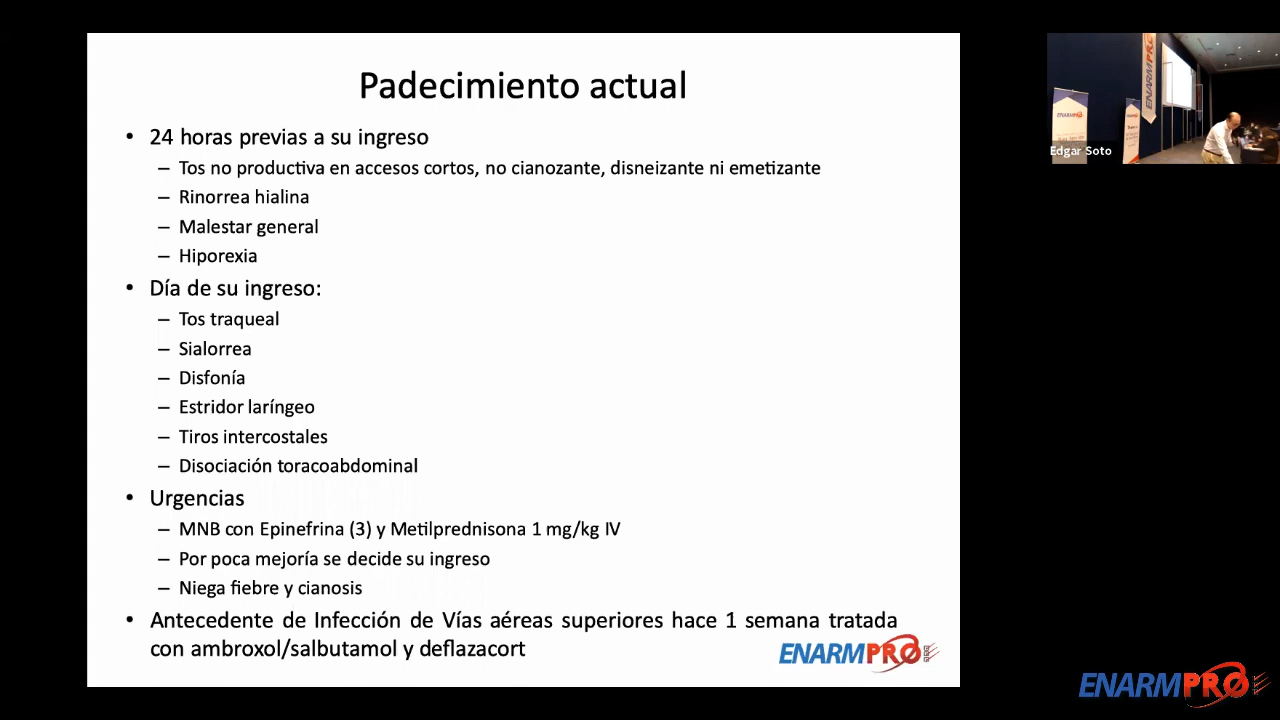 Padecimiento actual
• 24 horas previas a su ingreso
– Tos no productiva en accesos cortos, no cianozante, disneizante ni emetizante
– Rinorrea hialina
– Malestar general
– Hiporexia
• Día de su ingreso:
– Tos traqueal
– Sialorrea
– Disfonía
– Estridor laríngeo
– Tiros intercostales
– Disociación toracoabdominal
• Urgencias
– MNB con Epinefrina (3) y Metilprednisona 1 mg/kg IV
– Por poca mejoría se decide su ingreso
– Niega fiebre y cianosis
• Antecedente de Infección de Vías aéreas superiores hace 1 semana tratada
con ambroxol/salbutamol y deflazacort
ENARMPRO
ENARMPRO
ENARMPRO
Edgar Soto
ENARMPRO